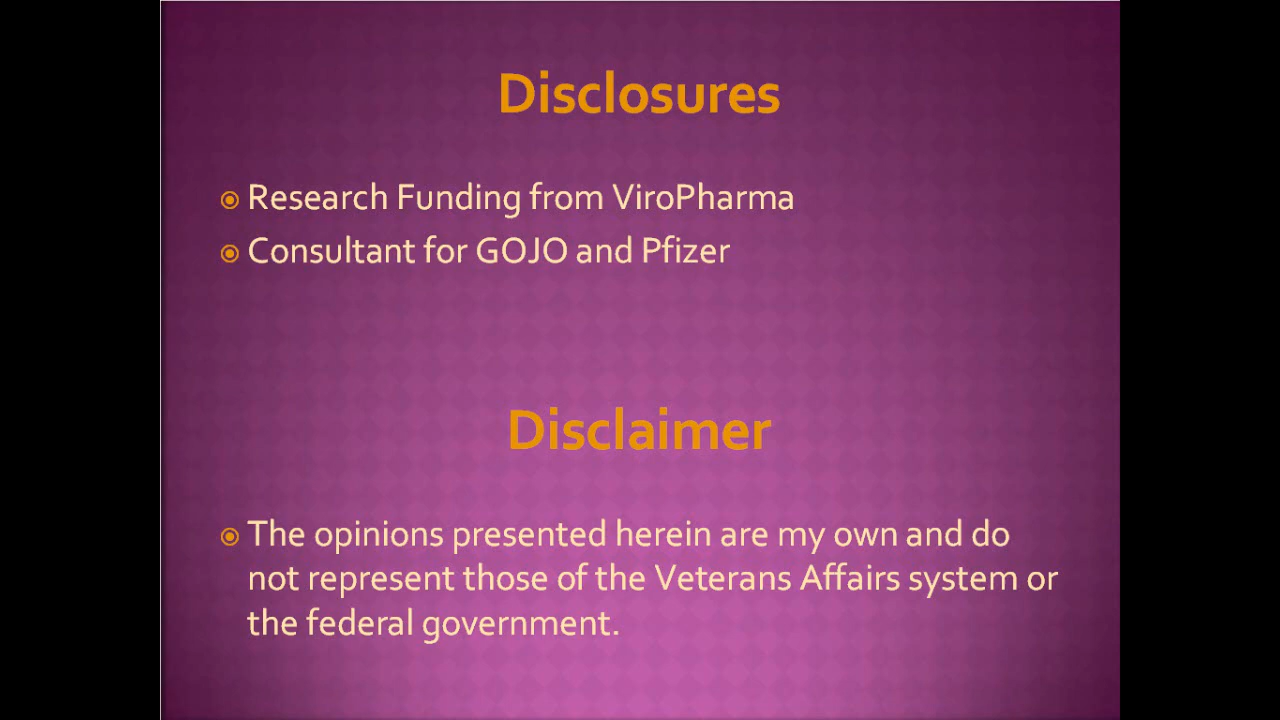 Disclosures
Research Funding from ViroPharma
Consultant for GOJO and Pfizer
Disclaimer
The opinions presented herein are my own and do
not represent those of the Veterans Affairs system or
the federal government.